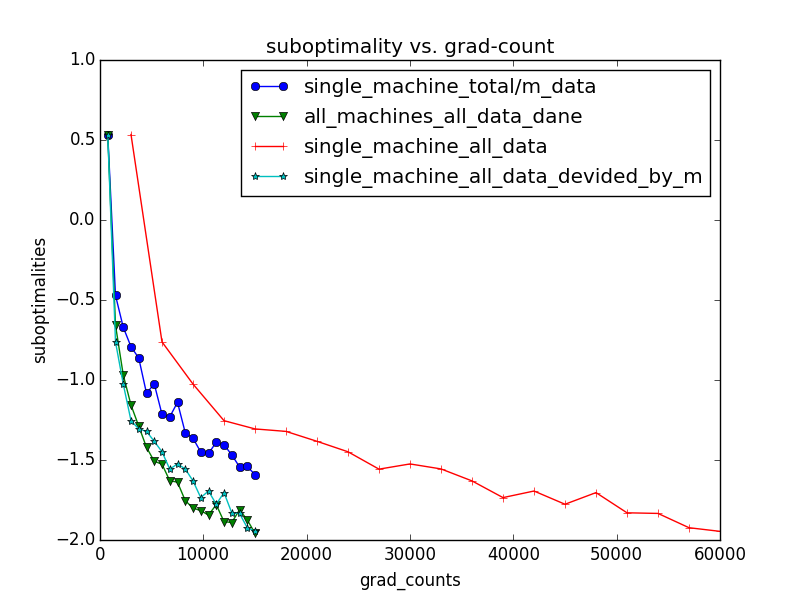 suboptimality vs. grad-count
single_machine_total/m_data
all_machines_all_data_dane
single_machine_all_data
single_machine_all_data_devided_by_m
suboptimalities
1.0
0.5
0.0
−0.5
−1.0
−1.5
−2.0
0 10000 20000 30000 40000 50000 60000
grad_counts